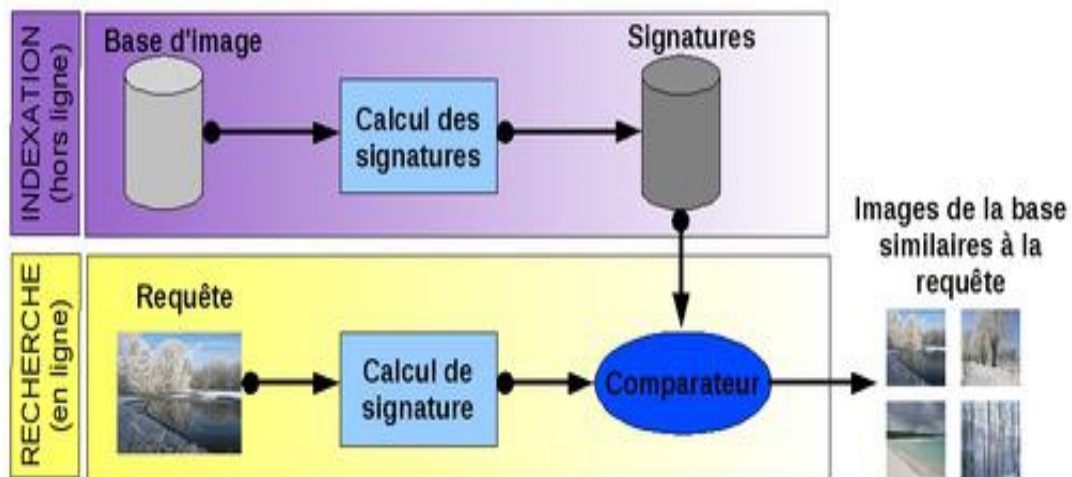 INDEXATION
(hors ligne)
Base d'image
Calcul des
signatures
Signatures
RECHERCHE
(en ligne)
Requête
Calcul de
signature
Comparateur
Images de la base
similaires à la
requête